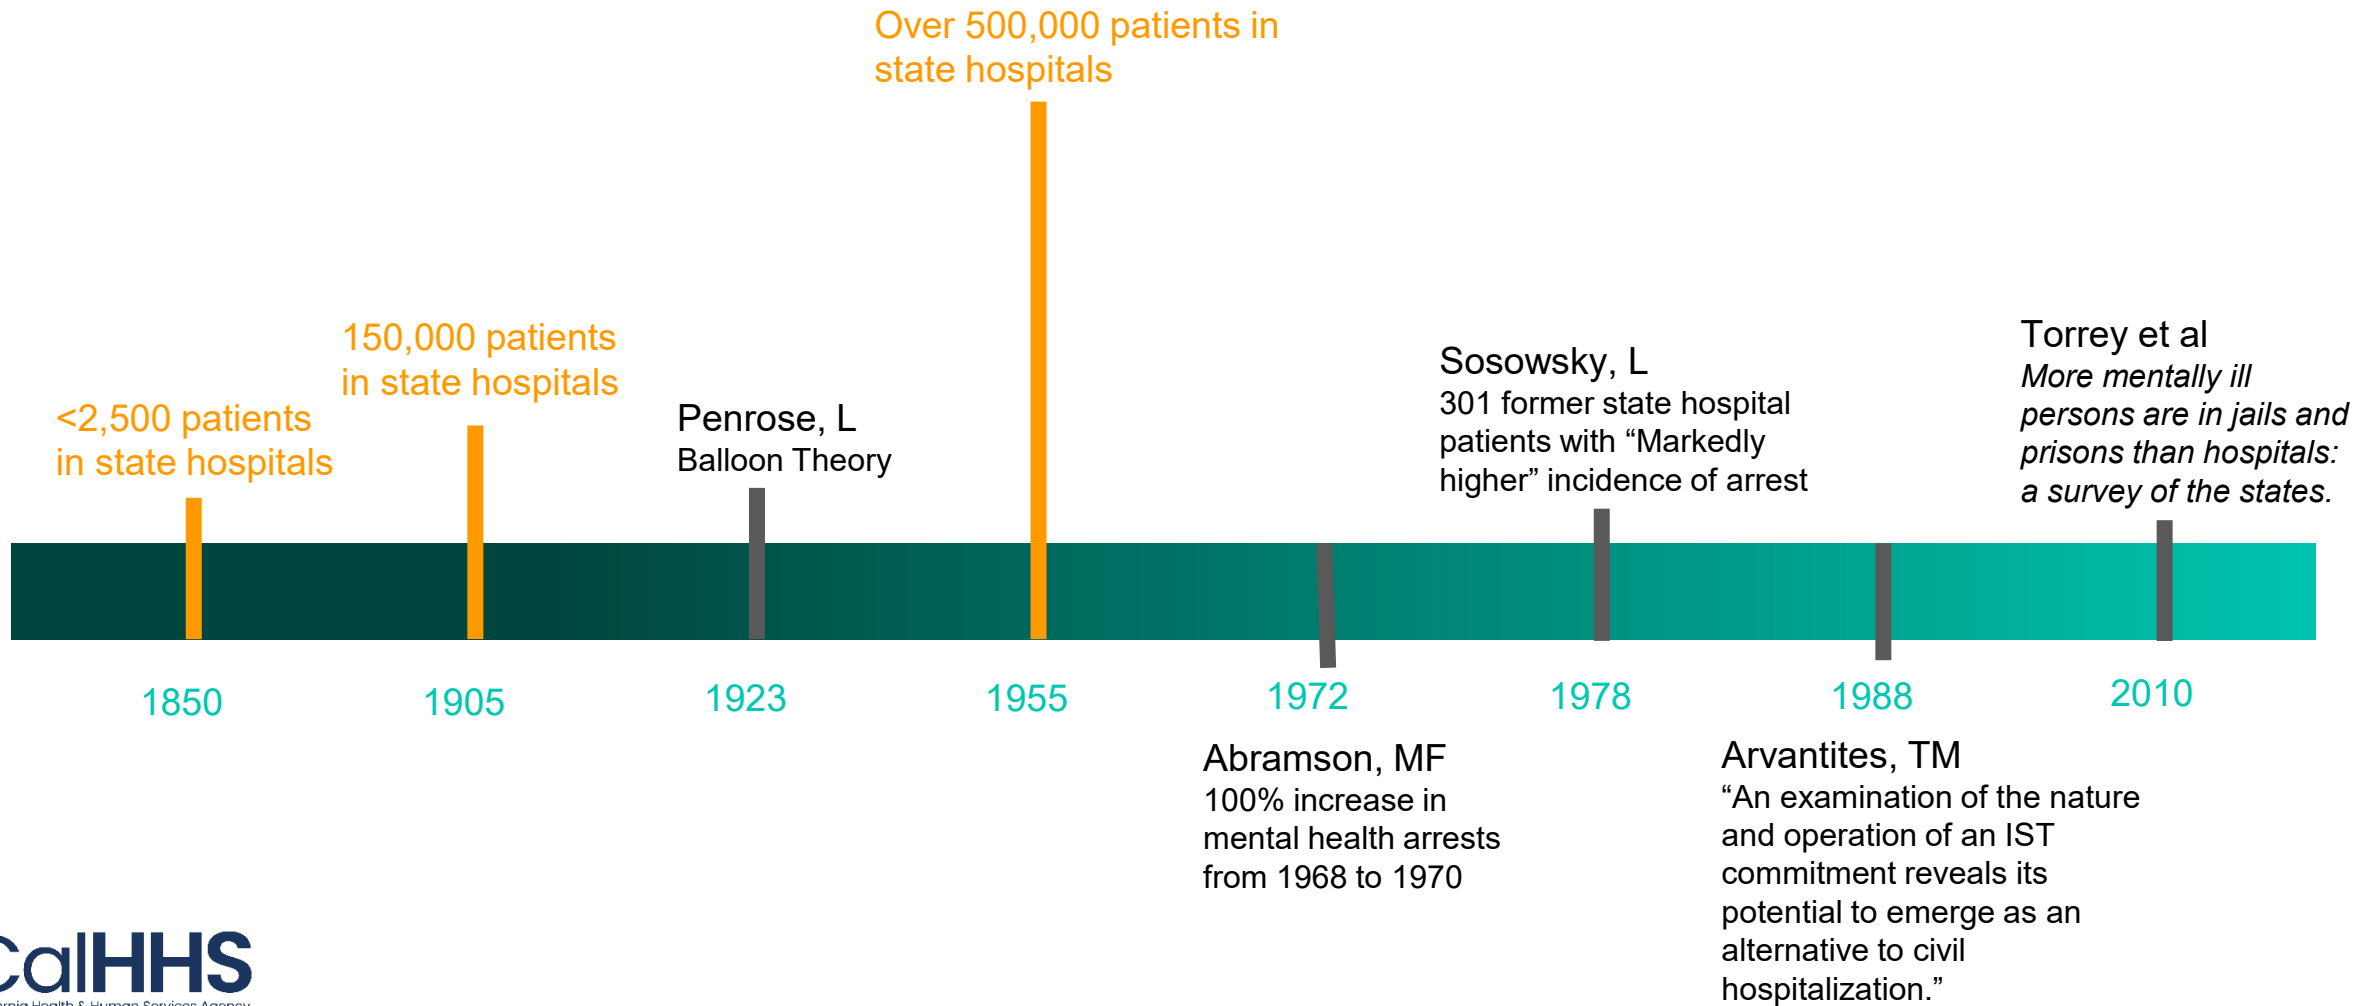 Over 500,000 patients in
state hospitals
150,000 patients
in state hospitals
<2,500 patients
in state hospitals
Penrose, L
Balloon Theory
Sosowsky, L
301 former state hospital
patients with “Markedly
higher” incidence of arrest
Torrey et al
More mentally ill
persons are in jails and
prisons than hospitals:
a survey of the states.
1850
1905
1923
1955
1972
1978
1988
2010
Abramson, MF
100% increase in
mental health arrests
from 1968 to 1970
Arvantites, TM
“An examination of the nature
and operation of an IST
commitment reveals its
potential to emerge as an
alternative to civil
hospitalization.”
CalHHS
Health & Human Services Agency